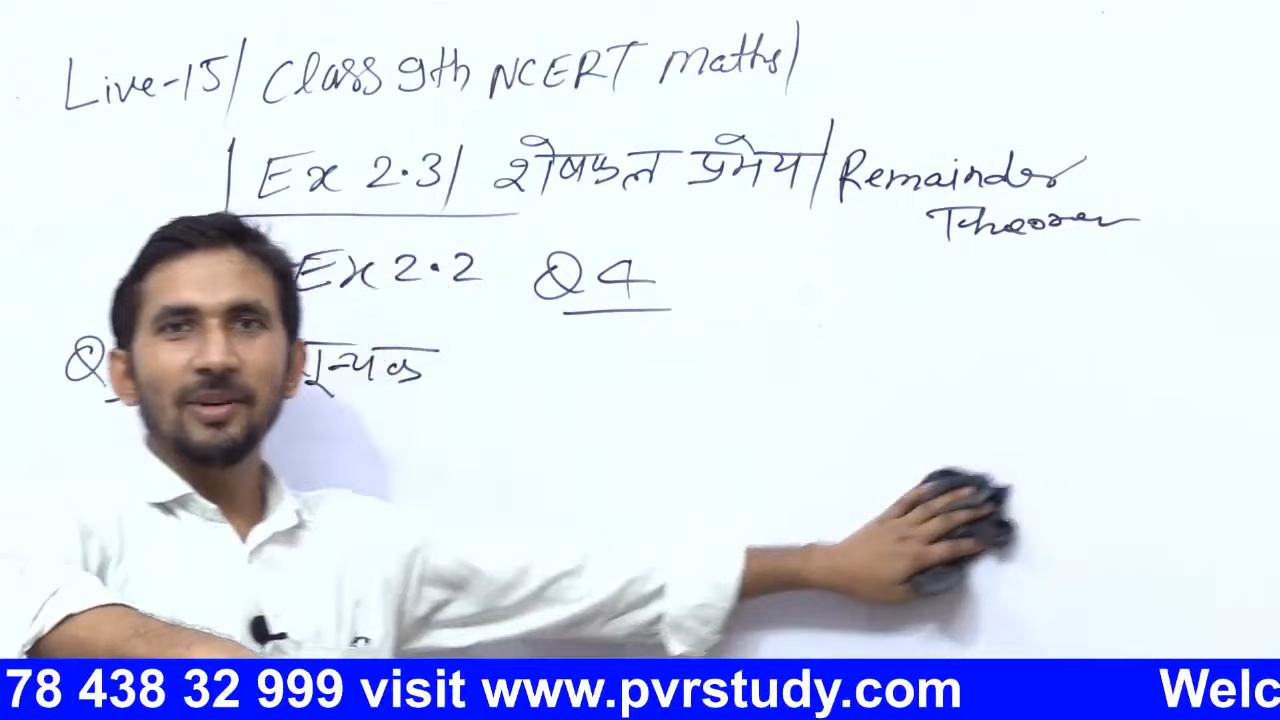 Live-15/ Class 9th NCERT Maths/
| Ex 2.3/ शेषफल प्रमेय/ Remainder
Ex 2.2 Q4
Q
78 438 32 999 visit www.pvrstudy.com Welc